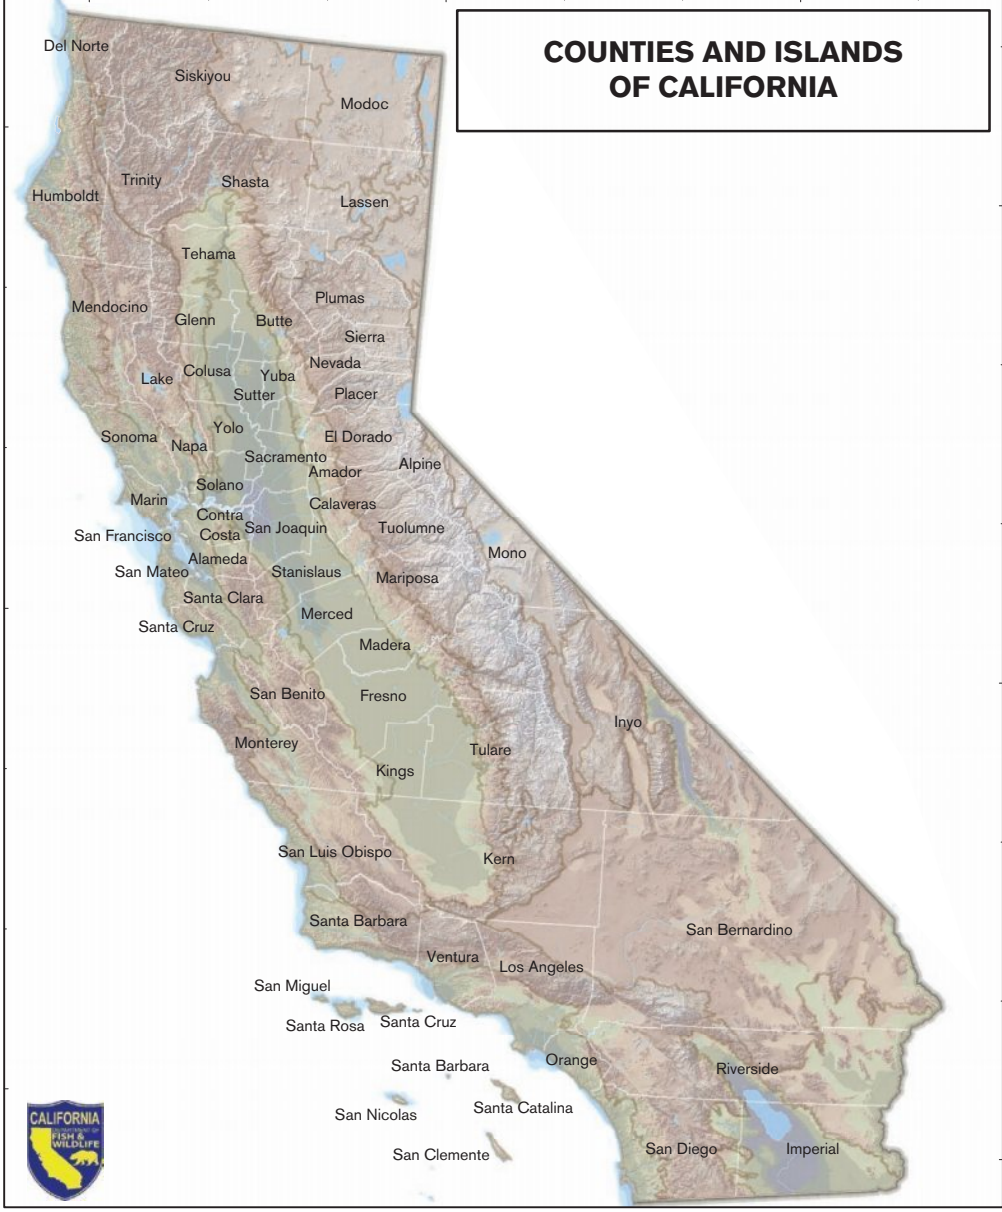 COUNTIES AND ISLANDS
OF CALIFORNIA
Del Norte
Siskiyou
Modoc
Trinity
Shasta
Humboldt
Lassen
Tehama
Plumas
Mendocino
Glenn
Butte
Sierra
Nevada
Colusa
Yuba
Lake
Sutter
Placer
Yolo
Sonoma
El Dorado
Napa
Sacramento
Alpine
Amador
Solano
Marin
Calaveras
Contra
Costa
San Joaquin
Tuolumne
San Francisco
Mono
Alameda
San Mateo
Stanislaus
Mariposa
Santa Clara
Merced
Santa Cruz
Madera
San Benito
Fresno
Inyo
Monterey
Tulare
Kings
San Luis Obispo
Kern
Santa Barbara
San Bernardino
Ventura
Los Angeles
San Miguel
Santa Rosa
Santa Cruz
Orange
Santa Barbara
Riverside
San Nicolas
Santa Catalina
San Clemente
San Diego
Imperial
CALIFORNIA
DEPARTMENT OF
FISH &
WILDLIFE